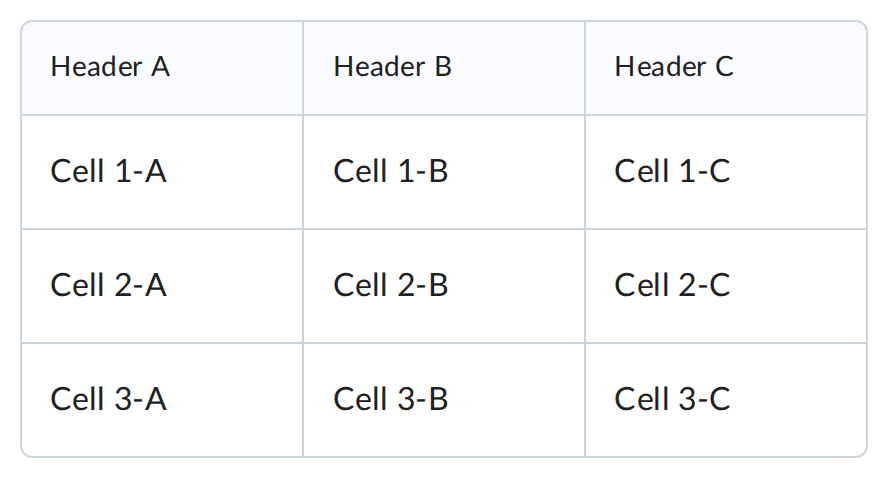 Header A Header B Header C
Cell 1-A Cell 1-B Cell 1-C
Cell 2-A Cell 2-B Cell 2-C
Cell 3-A Cell 3-B Cell 3-C